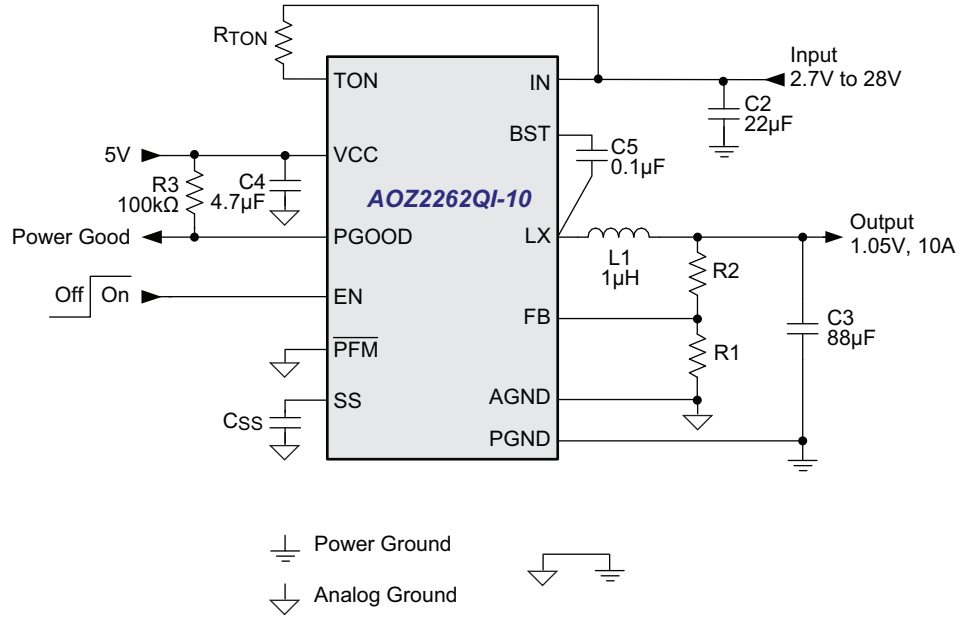 RTON
TON
IN
Input
2.7V to 28V
C2
22µF
BST
C5
0.1µF
5V
VCC
R3
100kΩ
C4
4.7µF
AOZ2262QI-10
Power Good
PGOOD
LX
L1
1µH
Output
1.05V, 10A
R2
Off On
EN
FB
C3
88µF
R1
PFM
SS
CSS
AGND
PGND
Power Ground
Analog Ground